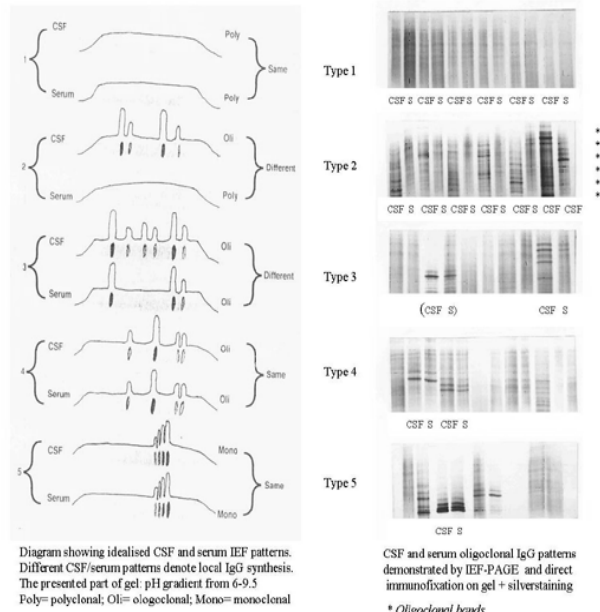 CSF
Poly
1
Same
Serum
Poly
CSF
Oli
2
Different
Serum
Poly
CSF
Oli
3
Different
Serum
Oli
CSF
Oli
4
Same
Serum
Oli
CSF
Mono
5
Same
Serum
Mono
Diagram showing idealised CSF and serum IEF patterns.
Different CSF/serum patterns denote local IgG synthesis.
The presented part of gel: pH gradient from 6-9.5
Poly= polyclonal; Oli= ologoclonal; Mono= monoclonal
Type 1
CSF S CSF S CSF S CSF S CSF S CSF S
Type 2
*
*
*
*
*
*
CSF S CSF S CSF S CSF S CSF S CSF CSF
Type 3
(CSF S) CSF S
Type 4
CSF S CSF S
Type 5
CSF S
CSF and serum oligoclonal IgG patterns
demonstrated by IEF-PAGE and direct
immunofixation on gel + silverstaining
* Oligoclonal bands